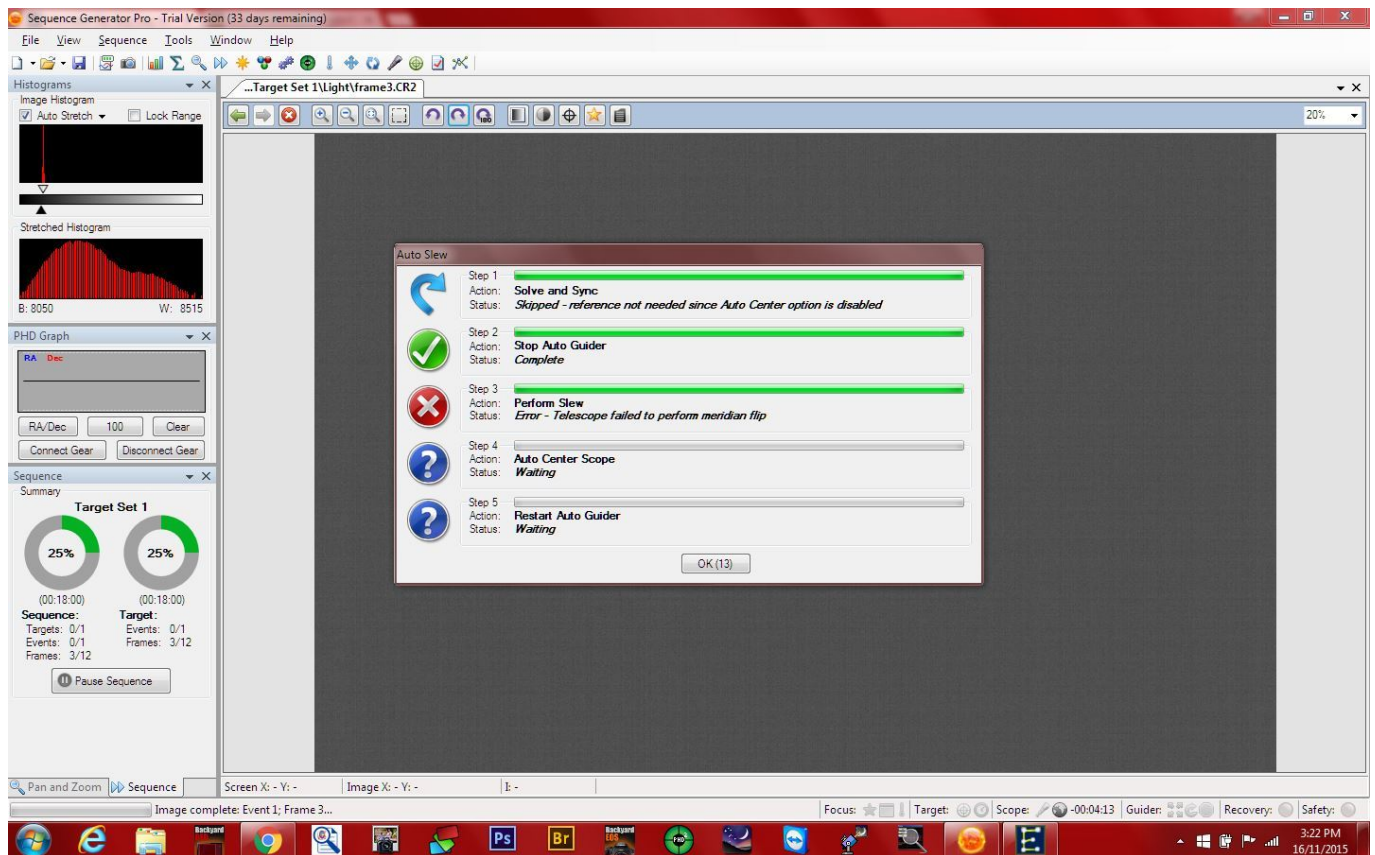 Sequence Generator Pro - Trial Version (33 days remaining)
File View Sequence Tools Window Help
Histograms
Image Histogram
Auto Stretch
Lock Range
Stretched Histogram
B: 8050 W: 8515
PHD Graph
RA Dec
RA/Dec 100 Clear
Connect Gear Disconnect Gear
Sequence
Summary
Target Set 1
25% 25%
(00:18:00) (00:18:00)
Sequence: Target:
Targets: 0/1 Events: 0/1
Events: 0/1 Frames: 3/12
Frames: 3/12
Pause Sequence
Pan and Zoom Sequence
...Target Set 1\Light\frame3.CR2
20%
Auto Slew
Step 1
Action: Solve and Sync
Status: Skipped - reference not needed since Auto Center option is disabled
Step 2
Action: Stop Auto Guider
Status: Complete
Step 3
Action: Perform Slew
Status: Error - Telescope failed to perform meridian flip
Step 4
Action: Auto Center Scope
Status: Waiting
Step 5
Action: Restart Auto Guider
Status: Waiting
OK (13)
Screen X: - Y: - Image X: - Y: - I: -
Image complete: Event 1; Frame 3...
Focus: Target: Scope: -00:04:13 Guider: Recovery: Safety:
Backyard
Ps
Br
Backyard
EOS
PHD
E
3:22 PM
16/11/2015